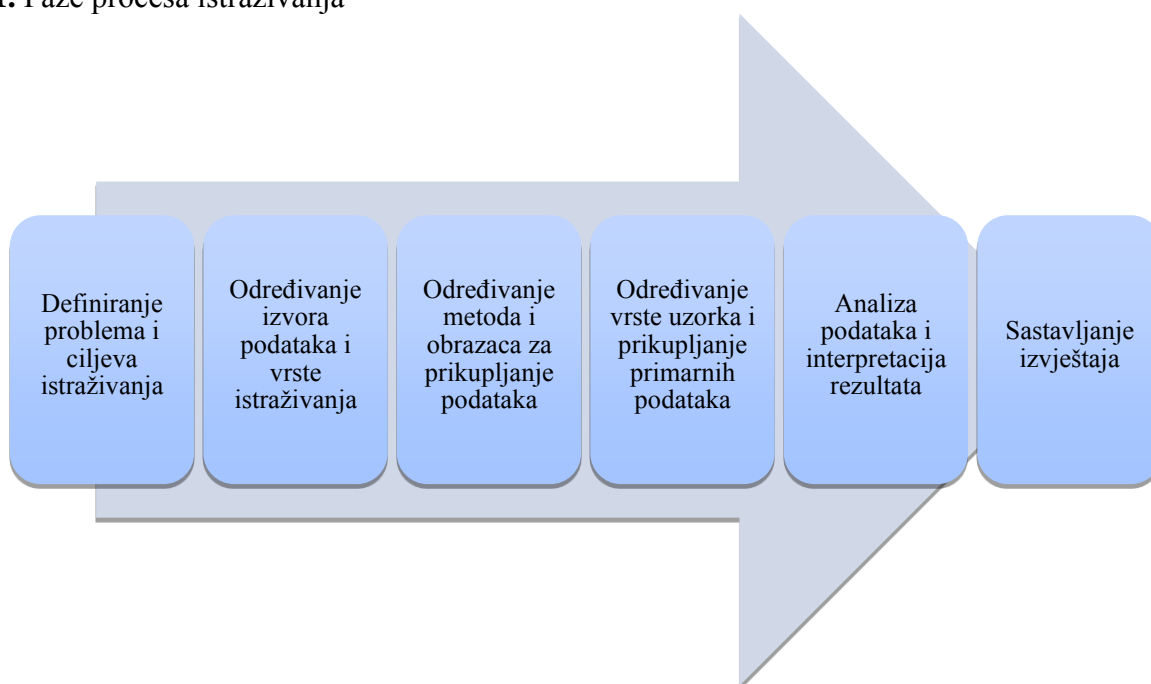 1. Faze procesa istraživanja
Definiranje
problema i
ciljeva
istraživanja
Određivanje
izvora
podataka i
vrste
istraživanja
Određivanje
metoda i
obrazaca za
prikupljanje
podataka
Određivanje
vrste uzorka i
prikupljanje
primarnih
podataka
Analiza
podataka i
interpretacija
rezultata
Sastavljanje
izvještaja